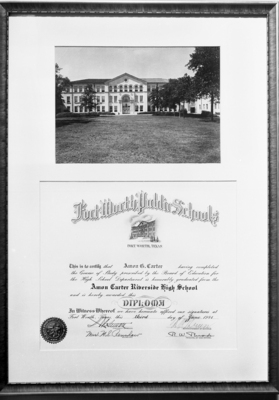 Fort Worth Public Schools
FORT WORTH, TEXAS
This is to certify that Amon G. Carter having completed
the Course of Study prescribed by the Board of Education for
the High School Department is honorably graduated from the
Amon Carter Riverside High School
and is hereby awarded this
DIPLOMA
In Witness Whereof we have hereunto affixed our signatures at
Fort Worth, Texas, this third day of June,